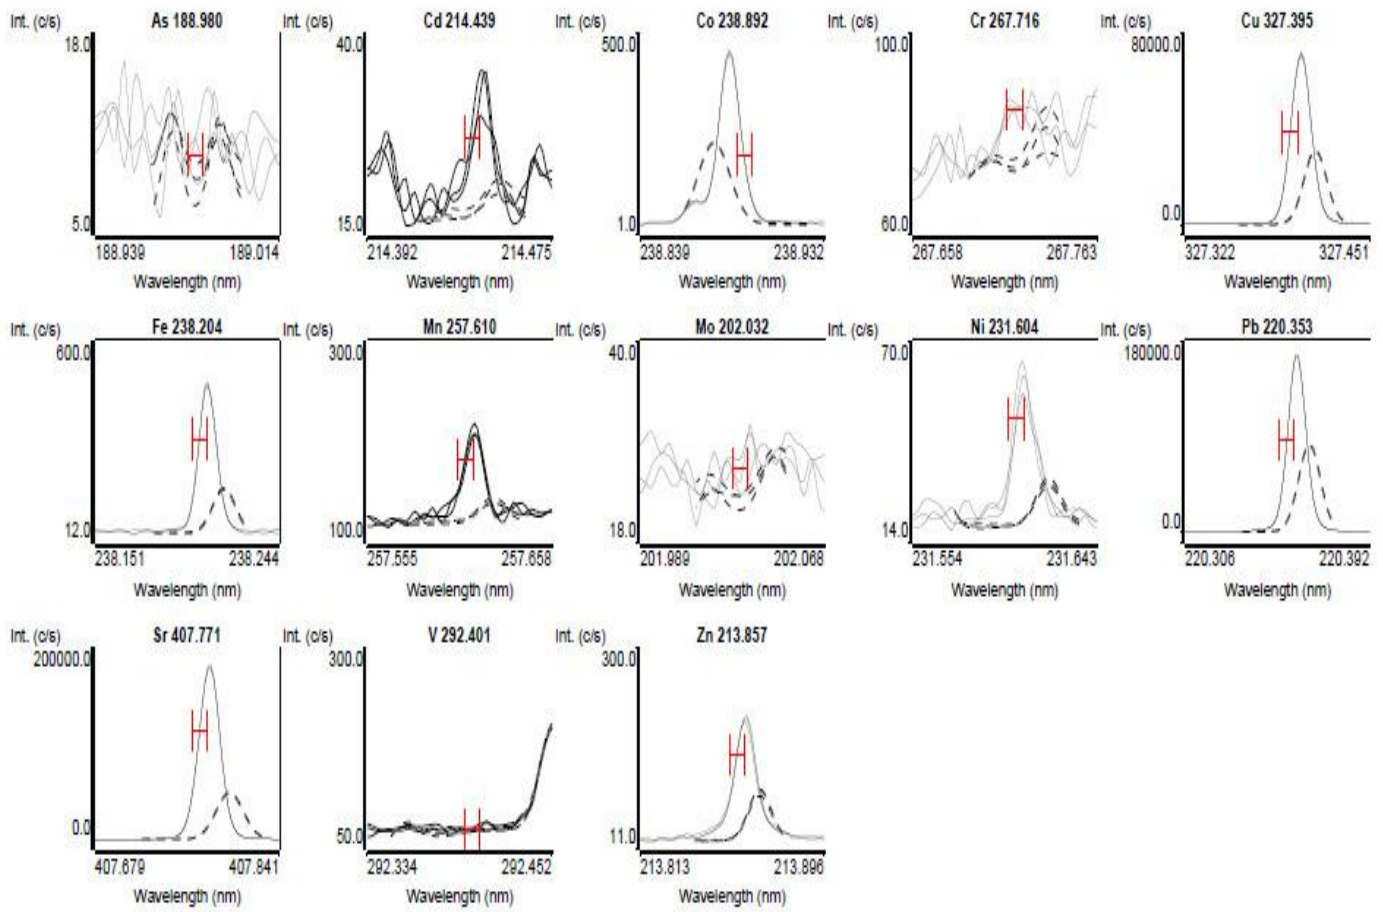 Int. (c/s) As 188.980 Int. (c/s) Cd 214.439 Int. (c/s) Co 238.892 Int. (c/s) Cr 267.716 Int. (c/s) Cu 327.395
18.0 40.0 500.0 100.0 80000.0
5.0 15.0 1.0 60.0 0.0
188.939 189.014 214.392 214.475 238.839 238.932 267.658 267.763 327.322 327.451
Wavelength (nm) Wavelength (nm) Wavelength (nm) Wavelength (nm) Wavelength (nm)
Int. (c/s) Fe 238.204 Int. (c/s) Mn 257.610 Int. (c/s) Mo 202.032 Int. (c/s) Ni 231.604 Int. (c/s) Pb 220.353
600.0 300.0 40.0 70.0 180000.0
12.0 100.0 18.0 14.0 0.0
238.151 238.244 257.555 257.658 201.989 202.068 231.554 231.643 220.306 220.392
Wavelength (nm) Wavelength (nm) Wavelength (nm) Wavelength (nm) Wavelength (nm)
Int. (c/s) Sr 407.771 Int. (c/s) V 292.401 Int. (c/s) Zn 213.857
200000.0 300.0 300.0
0.0 50.0 11.0
407.679 407.841 292.334 292.452 213.813 213.896
Wavelength (nm) Wavelength (nm) Wavelength (nm)